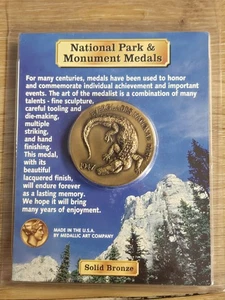 National Park &
Monument Medals
For many centuries, medals have been used to honor
and commemorate individual achievement and important
events. The art of the medalist is a combination of many
talents - fine sculpture,
careful tooling and
die-making,
multiple
striking,
and hand
finishing.
This medal,
with its
beautiful
lacquered finish,
will endure forever
as a lasting memory.
We hope it will bring
many years of enjoyment.
MADE IN THE U.S.A.
BY MEDALLIC ART COMPANY
Solid Bronze